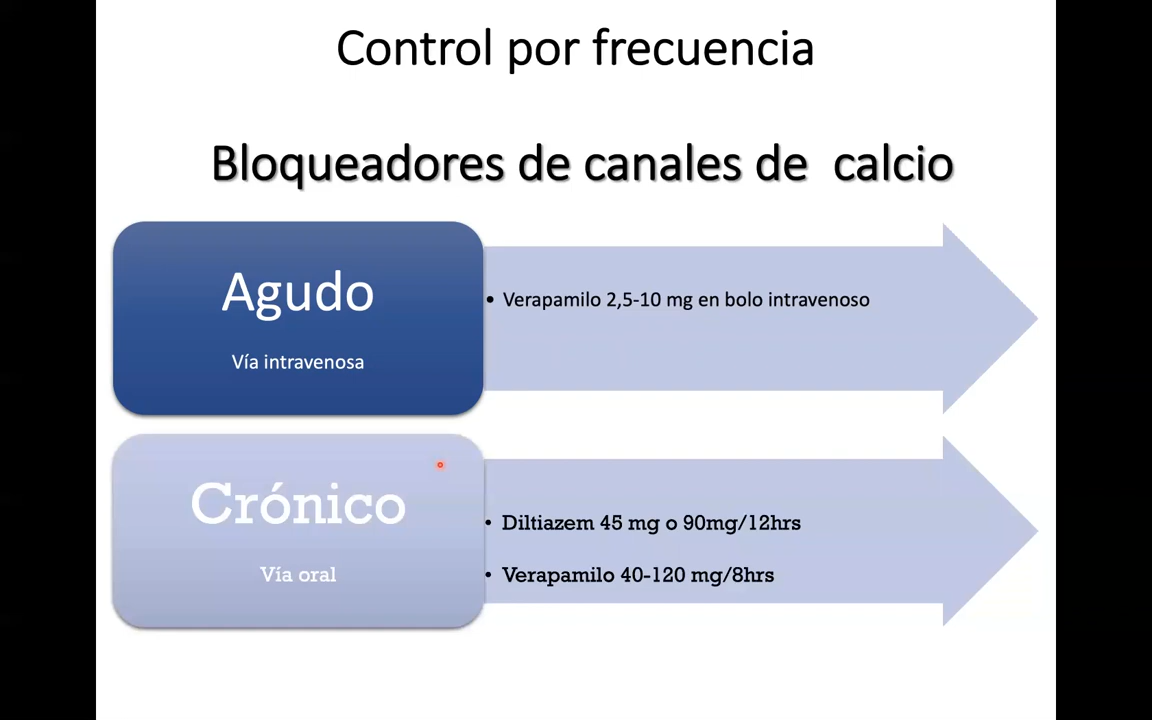 Control por frecuencia
Bloqueadores de canales de calcio
Agudo
Vía intravenosa
• Verapamilo 2,5-10 mg en bolo intravenoso
Crónico
Vía oral
• Diltiazem 45 mg o 90mg/12hrs
• Verapamilo 40-120 mg/8hrs